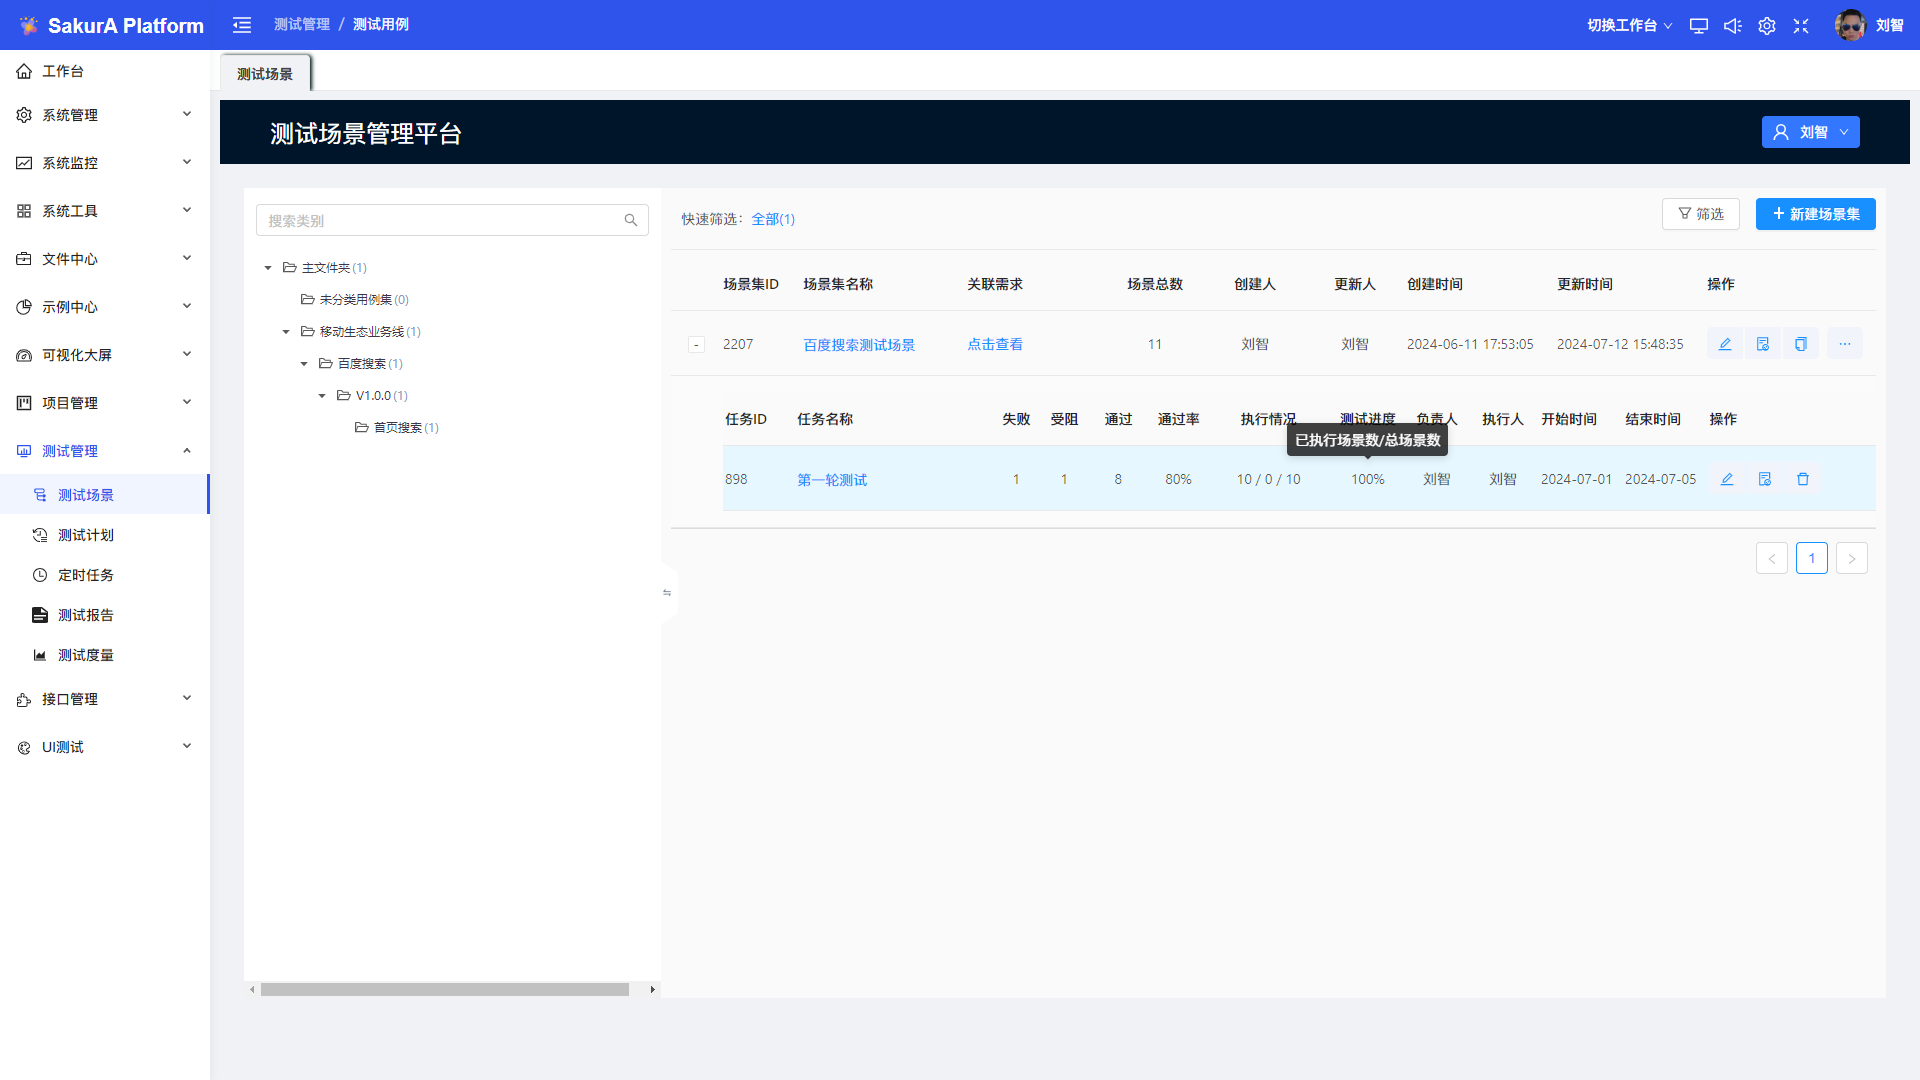 SakurA Platform
测试管理 / 测试用例
切换工作台
刘智
工作台
系统管理
系统监控
系统工具
文件中心
示例中心
可视化大屏
项目管理
测试管理
测试场景
测试计划
定时任务
测试报告
测试度量
接口管理
UI测试
测试场景
测试场景管理平台
刘智
搜索类别
主文件夹 (1)
未分类用例集 (0)
移动生态业务线 (1)
百度搜索 (1)
V1.0.0 (1)
首页搜索 (1)
快速筛选： 全部(1)
筛选
+ 新建场景集
场景集ID 场景集名称 关联需求 场景总数 创建人 更新人 创建时间 更新时间 操作
- 2207 百度搜索测试场景 点击查看 11 刘智 刘智 2024-06-11 17:53:05 2024-07-12 15:48:35 ...
任务ID 任务名称 失败 受阻 通过 通过率 执行情况 测试进度 负责人 执行人 开始时间 结束时间 操作
已执行场景数/总场景数
898 第一轮测试 1 1 8 80% 10 / 0 / 10 100% 刘智 刘智 2024-07-01 2024-07-05
< 1 >